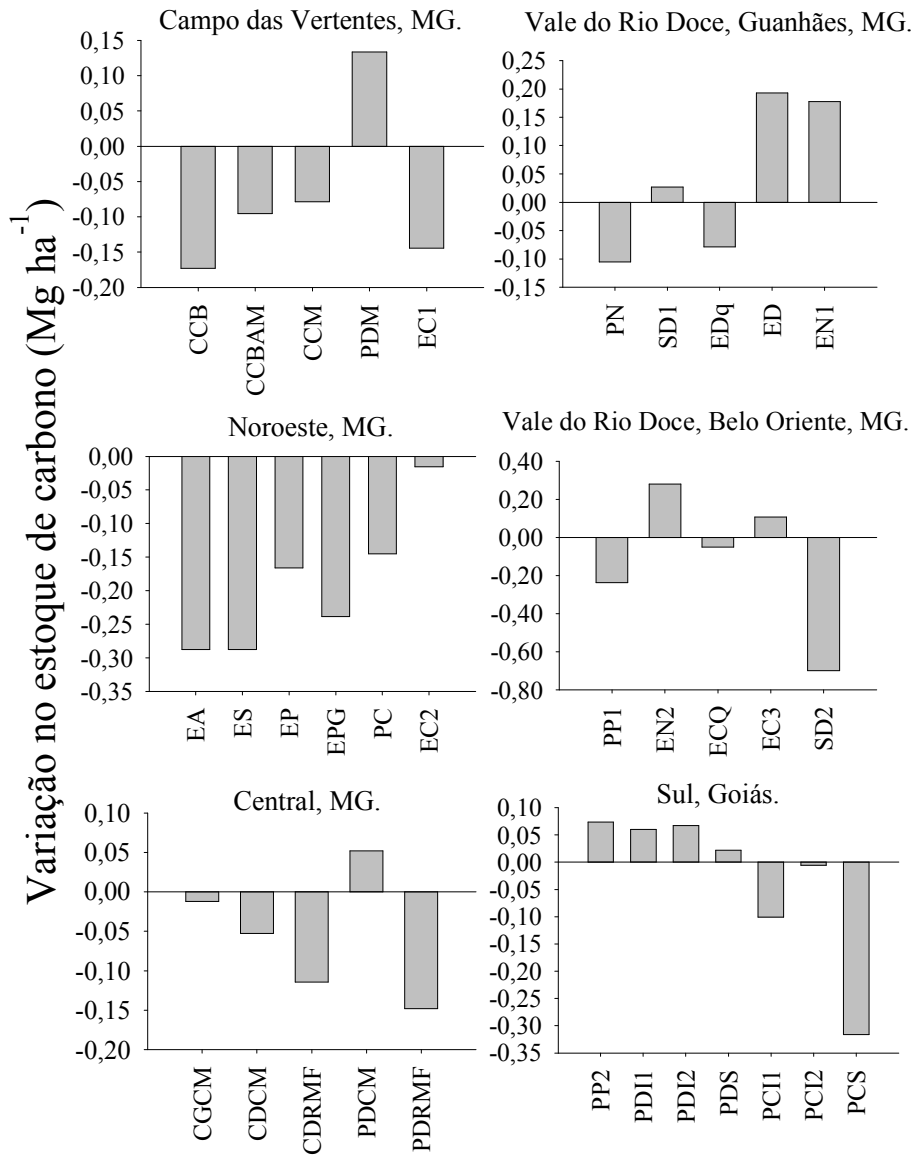 Variação no estoque de carbono (Mg ha⁻¹)
Campo das Vertentes, MG.
0,15
0,10
0,05
0,00
-0,05
-0,10
-0,15
-0,20
CCB
CCBAM
CCM
PDM
EC1
Vale do Rio Doce, Guanhães, MG.
0,25
0,20
0,15
0,10
0,05
0,00
-0,05
-0,10
-0,15
PN
SD1
EDq
ED
EN1
Noroeste, MG.
0,00
-0,05
-0,10
-0,15
-0,20
-0,25
-0,30
-0,35
EA
ES
EP
EPG
PC
EC2
Vale do Rio Doce, Belo Oriente, MG.
0,40
0,20
0,00
-0,20
-0,40
-0,60
-0,80
PP1
EN2
ECQ
EC3
SD2
Central, MG.
0,10
0,05
0,00
-0,05
-0,10
-0,15
-0,20
CGCM
CDCM
CDRMF
PDCM
PDRMF
Sul, Goiás.
0,10
0,05
0,00
-0,05
-0,10
-0,15
-0,20
-0,25
-0,30
-0,35
PP2
PDI1
PDI2
PDS
PCI1
PCI2
PCS